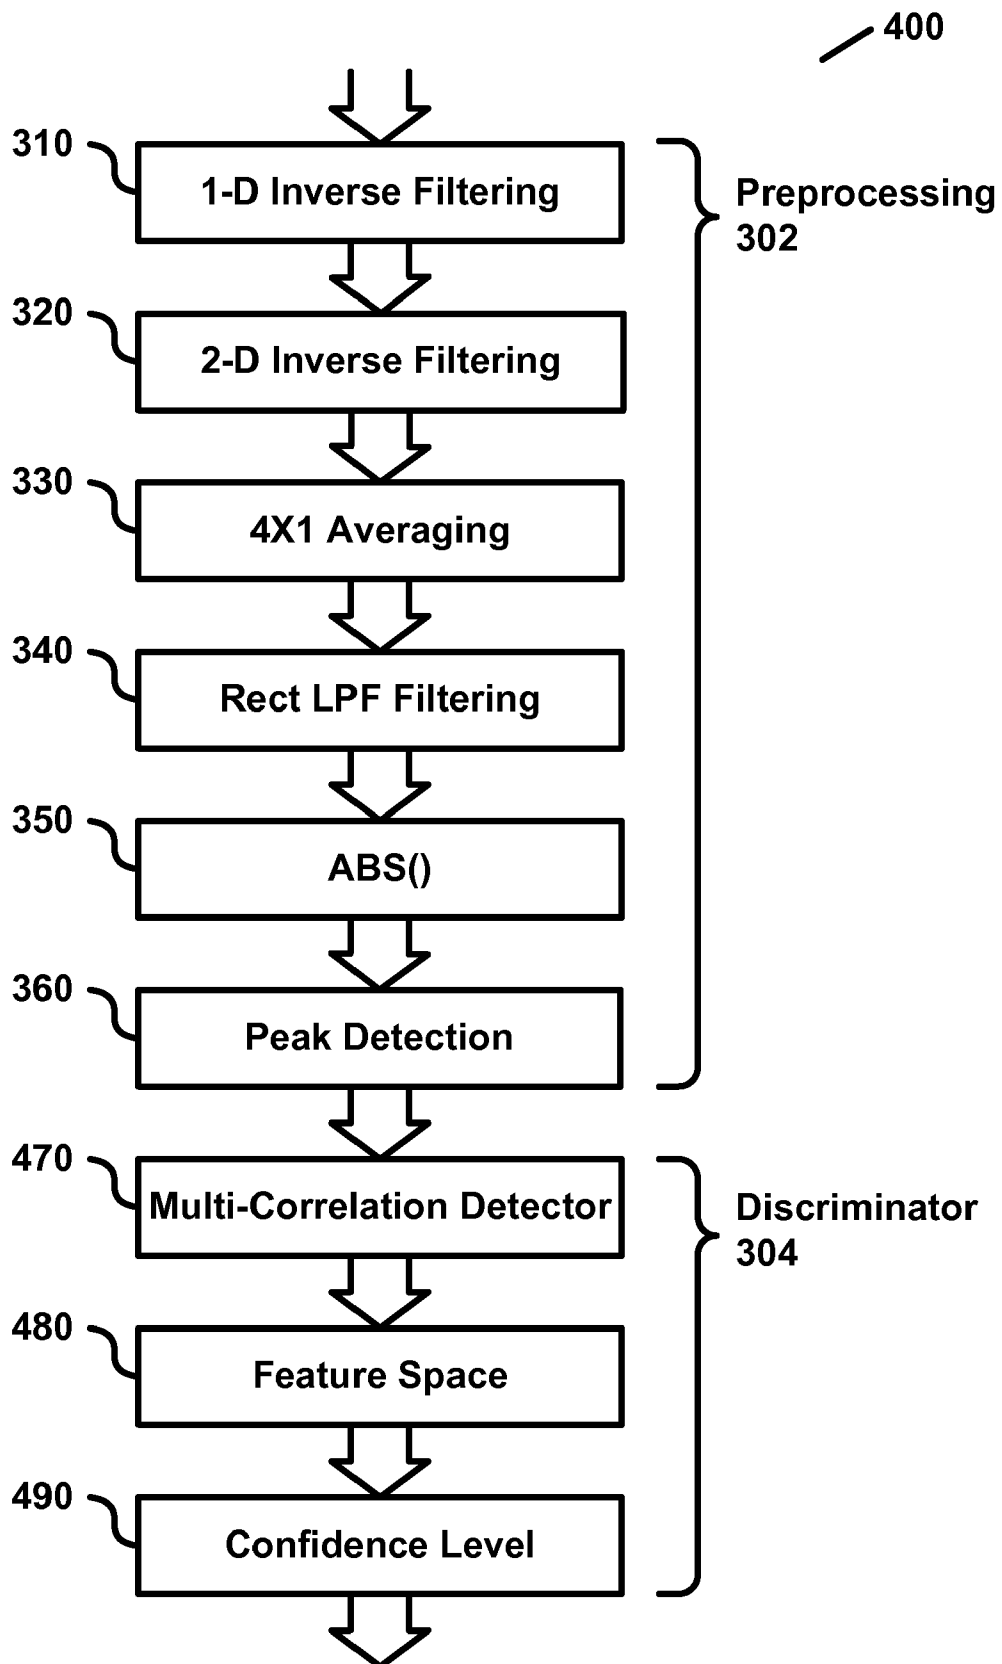 400
310
1-D Inverse Filtering
Preprocessing
302
320
2-D Inverse Filtering
330
4X1 Averaging
340
Rect LPF Filtering
350
ABS()
360
Peak Detection
470
Multi-Correlation Detector
Discriminator
304
480
Feature Space
490
Confidence Level